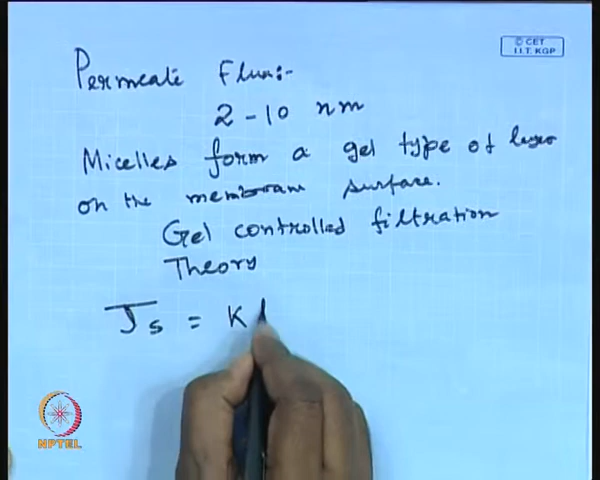 © CET
I.I.T. KGP
Permeate Flux:-
2-10 nm
Micelles form a gel type of layer
on the membrane surface.
Gel controlled filtration
Theory
Js = K
NPTEL